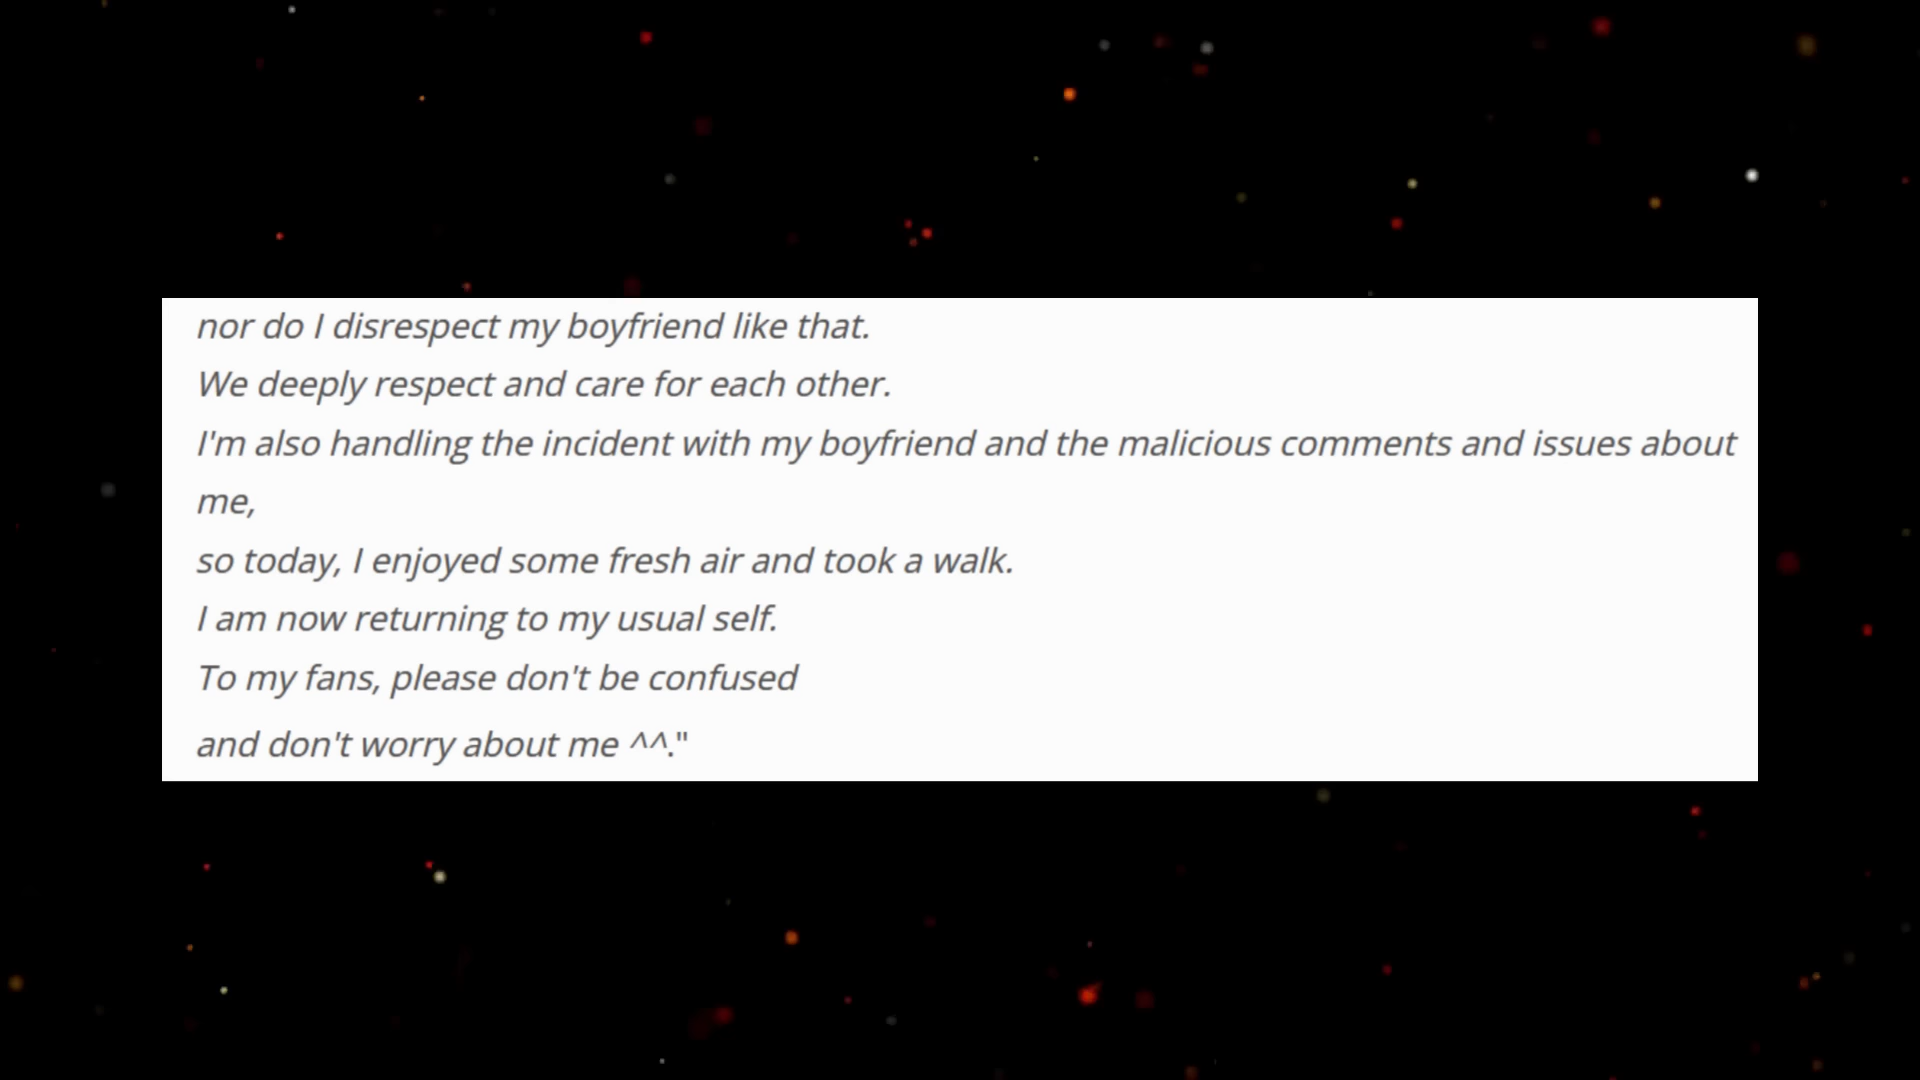 nor do I disrespect my boyfriend like that.
We deeply respect and care for each other.
I'm also handling the incident with my boyfriend and the malicious comments and issues about
me,
so today, I enjoyed some fresh air and took a walk.
I am now returning to my usual self.
To my fans, please don't be confused
and don't worry about me ^^."